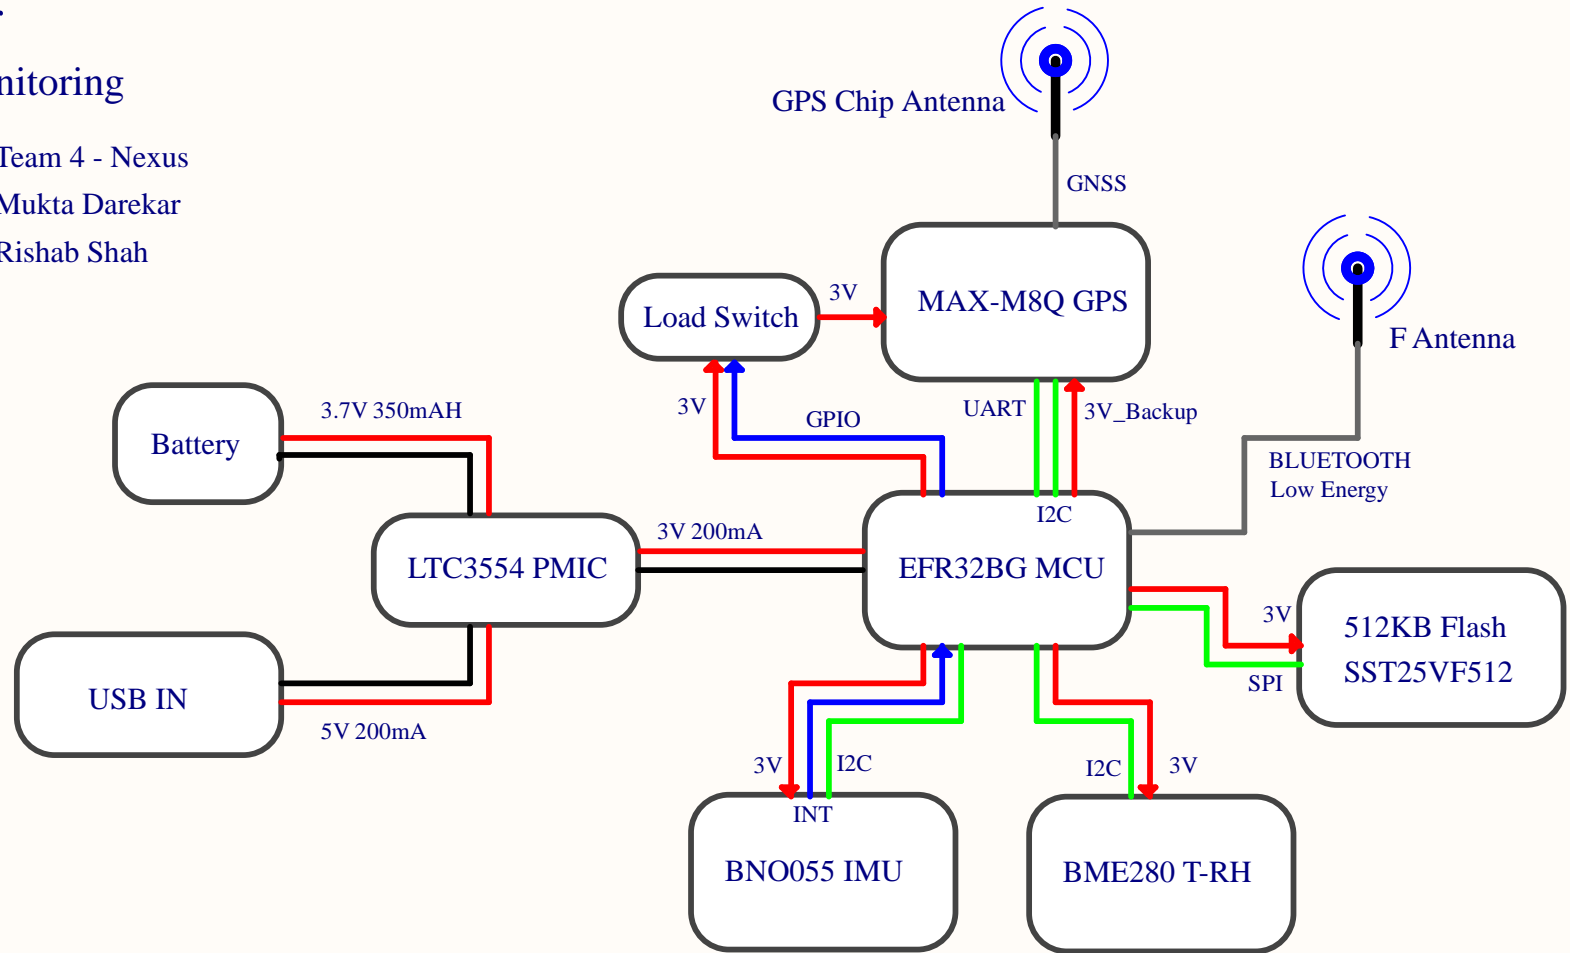 Team 4 - Nexus
Mukta Darekar
Rishab Shah
GPS Chip Antenna
GNSS
MAX-M8Q GPS
Load Switch
3V
F Antenna
3V
GPIO
UART
3V_Backup
3.7V 350mAH
Battery
BLUETOOTH
Low Energy
I2C
3V 200mA
LTC3554 PMIC
EFR32BG MCU
3V
512KB Flash
SST25VF512
SPI
USB IN
5V 200mA
3V
I2C
I2C
3V
INT
BNO055 IMU
BME280 T-RH